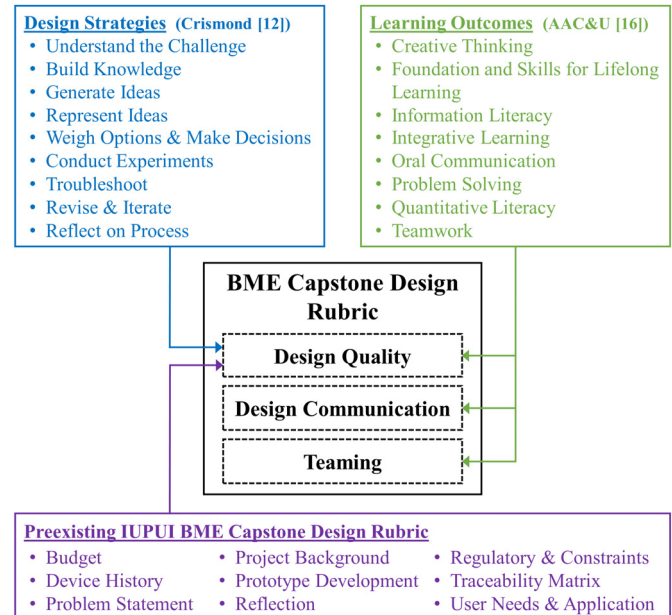 Design Strategies (Crismond [12])
• Understand the Challenge
• Build Knowledge
• Generate Ideas
• Represent Ideas
• Weigh Options & Make Decisions
• Conduct Experiments
• Troubleshoot
• Revise & Iterate
• Reflect on Process
Learning Outcomes (AAC&U [16])
• Creative Thinking
• Foundation and Skills for Lifelong
Learning
• Information Literacy
• Integrative Learning
• Oral Communication
• Problem Solving
• Quantitative Literacy
• Teamwork
BME Capstone Design
Rubric
Design Quality
Design Communication
Teaming
Preexisting IUPUI BME Capstone Design Rubric
• Budget
• Device History
• Problem Statement
• Project Background
• Prototype Development
• Reflection
• Regulatory & Constraints
• Traceability Matrix
• User Needs & Application